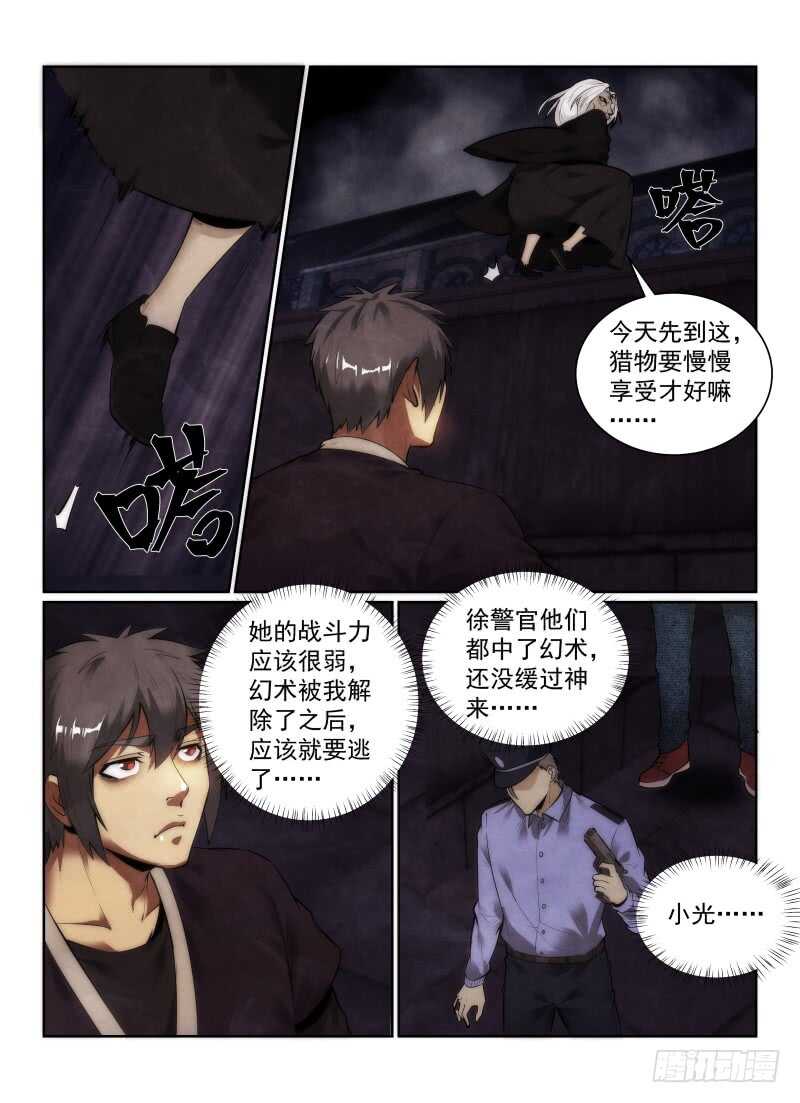 嗒
嗒
今天先到这，
猎物要慢慢
享受才好嘛
……
她的战斗力
应该很弱，
幻术被我解
除了之后，
应该就要逃
了……
徐警官他们
都中了幻术，
还没缓过神
来……
小光……
腾讯动漫